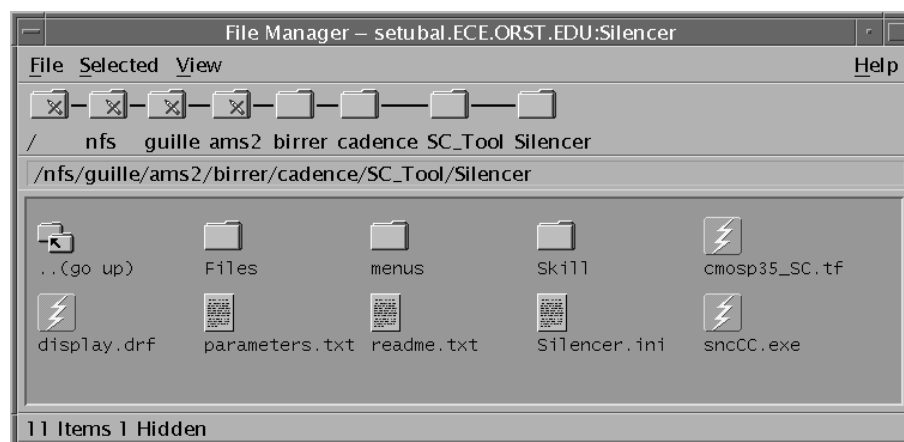 File Manager – setubal.ECE.ORST.EDU:Silencer
File Selected View Help
/ nfs guille ams2 birrer cadence SC_Tool Silencer
/nfs/guille/ams2/birrer/cadence/SC_Tool/Silencer
..(go up) Files menus Skill cmosp35_SC.tf
display.drf parameters.txt readme.txt Silencer.ini sncCC.exe
11 Items 1 Hidden